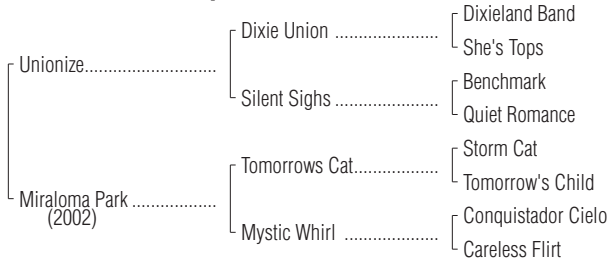 Dixieland Band
Dixie Union ..................
She's Tops
Unionize...........................
Benchmark
Silent Sighs ..................
Quiet Romance
Storm Cat
Tomorrows Cat..............
Tomorrow's Child
Miraloma Park ................
(2002)
Conquistador Cielo
Mystic Whirl ................
Careless Flirt